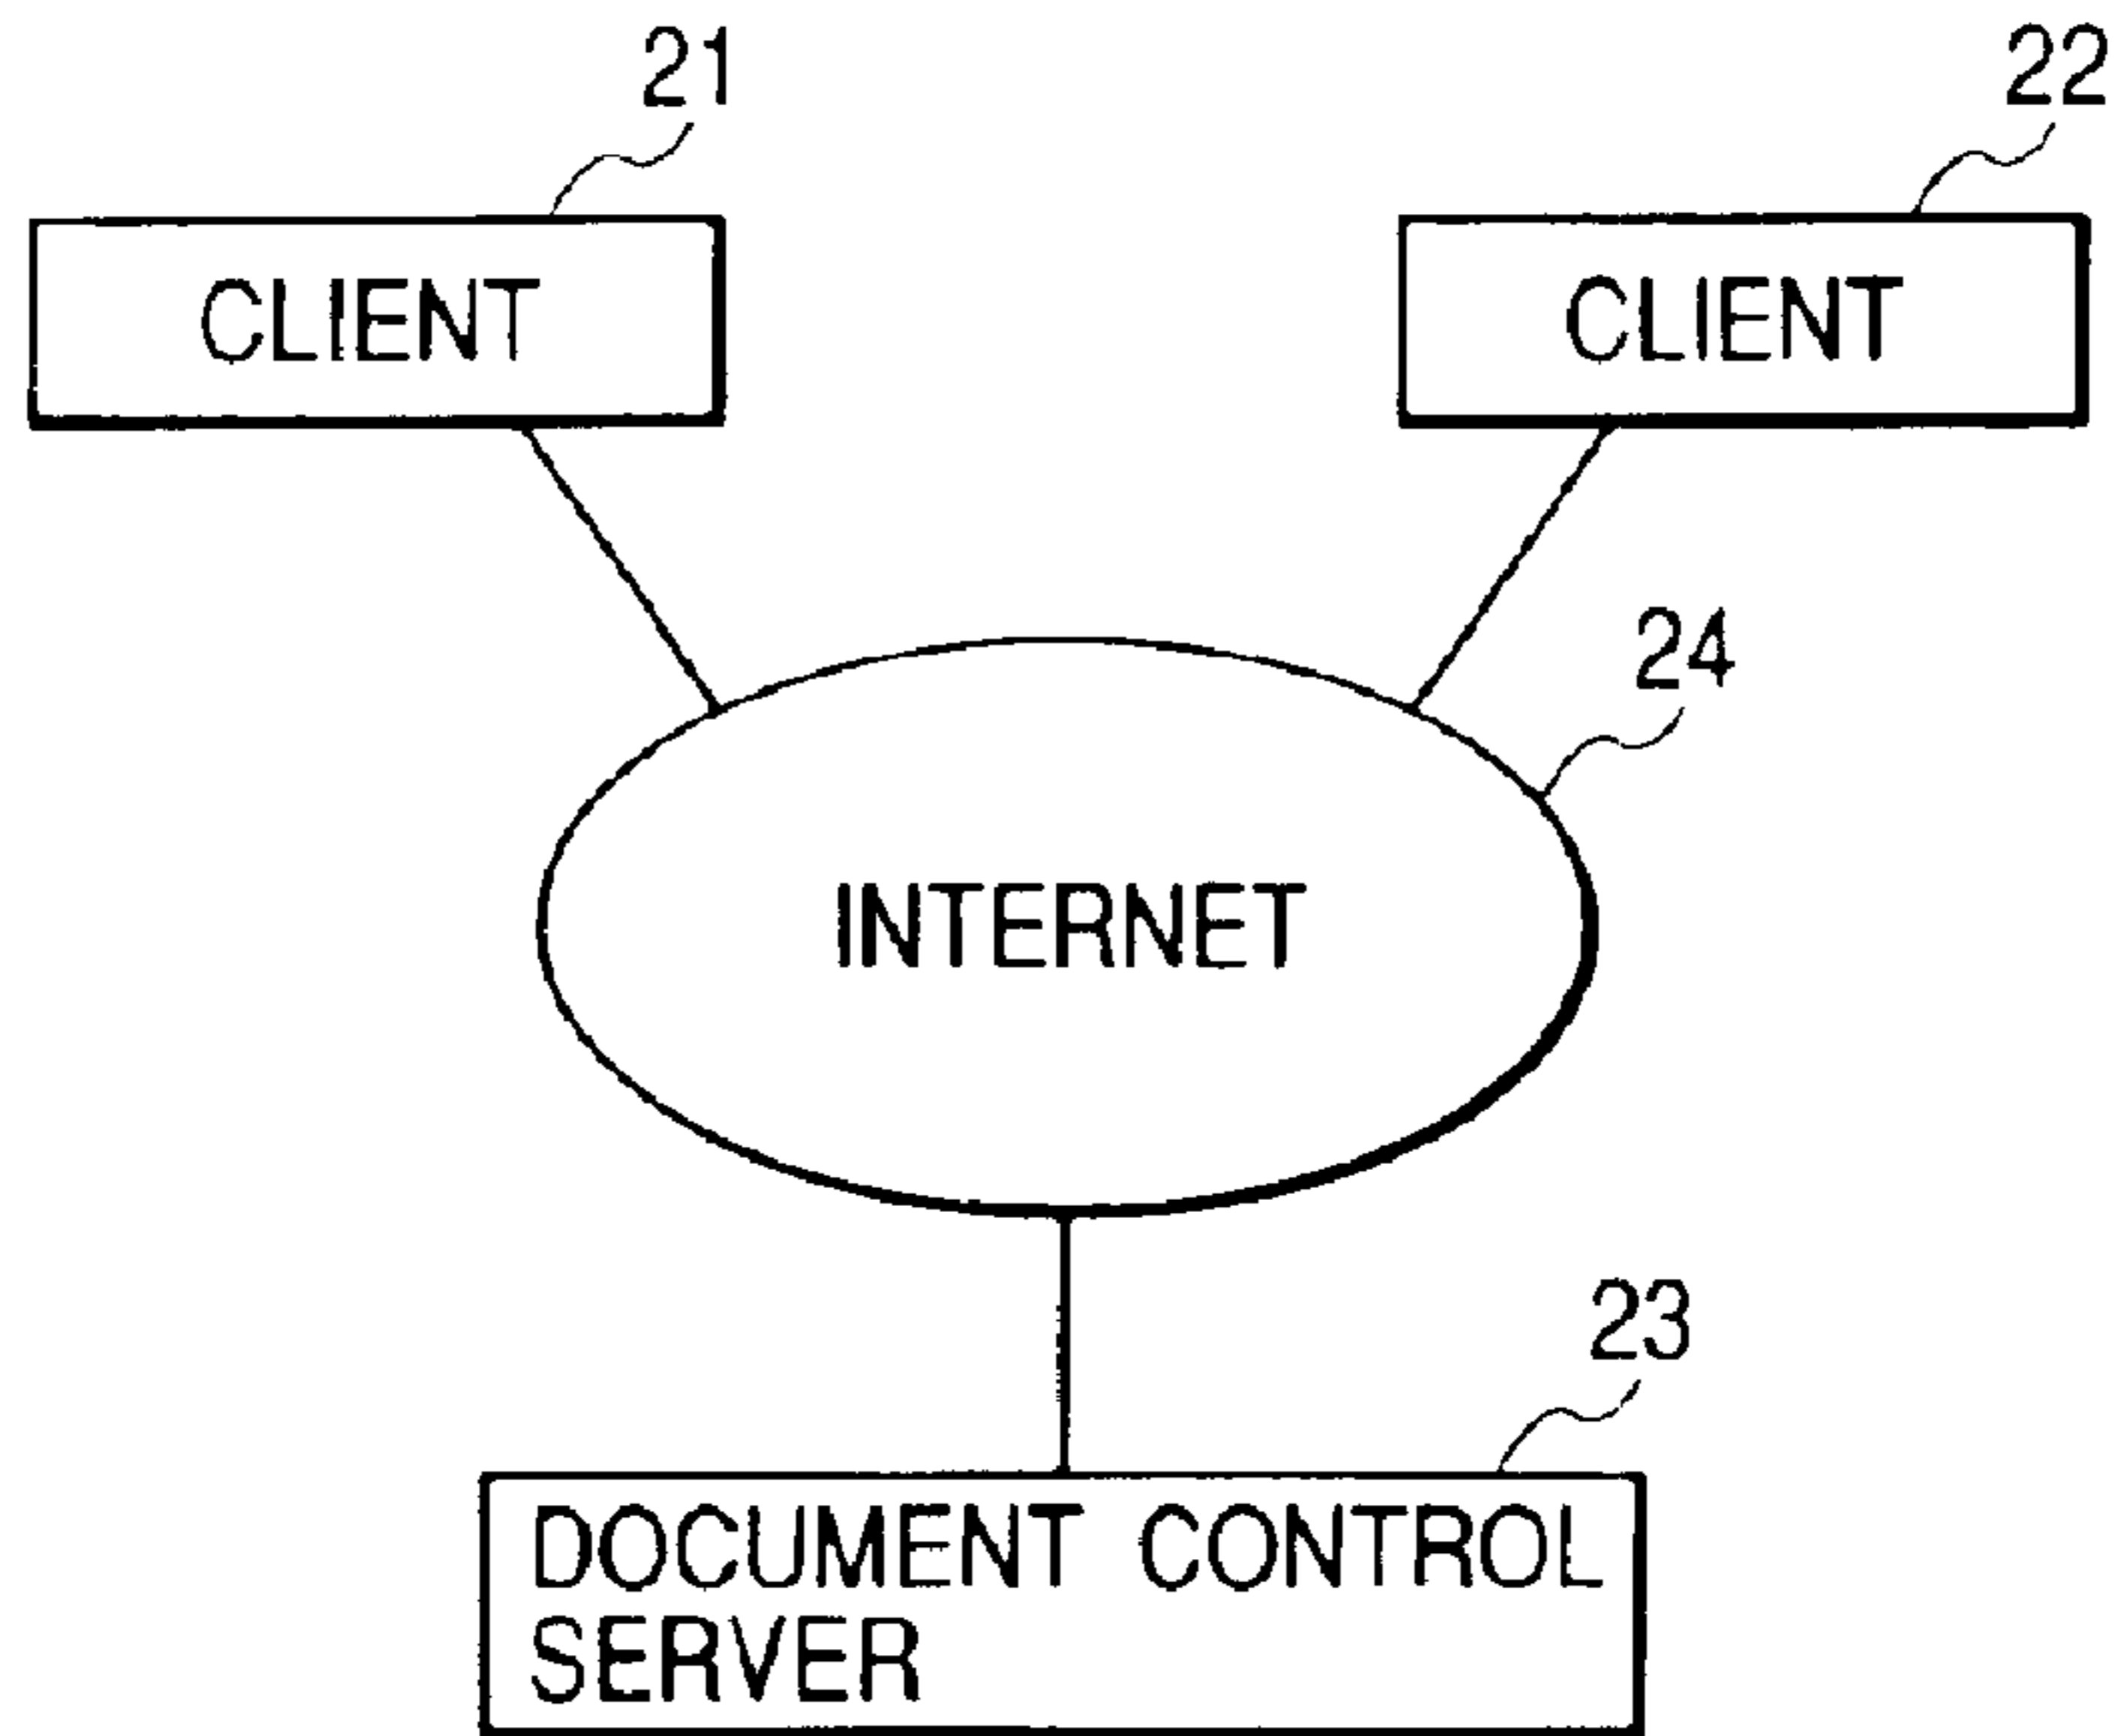 21
22
CLIENT
CLIENT
24
INTERNET
23
DOCUMENT CONTROL
SERVER